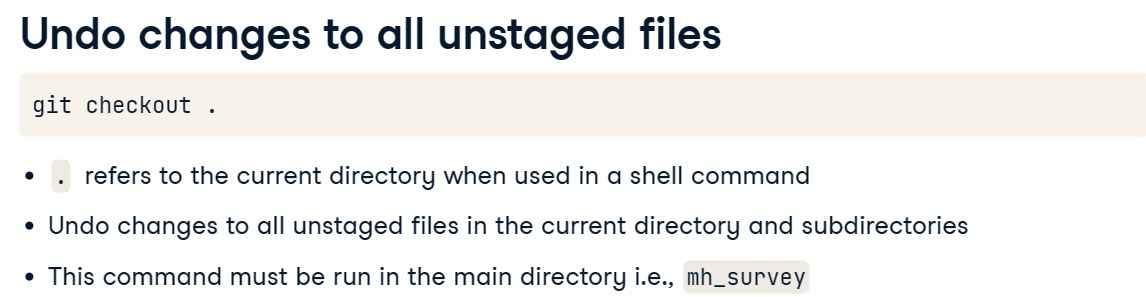 Undo changes to all unstaged files
git checkout .
• . refers to the current directory when used in a shell command
• Undo changes to all unstaged files in the current directory and subdirectories
• This command must be run in the main directory i.e., mh_survey